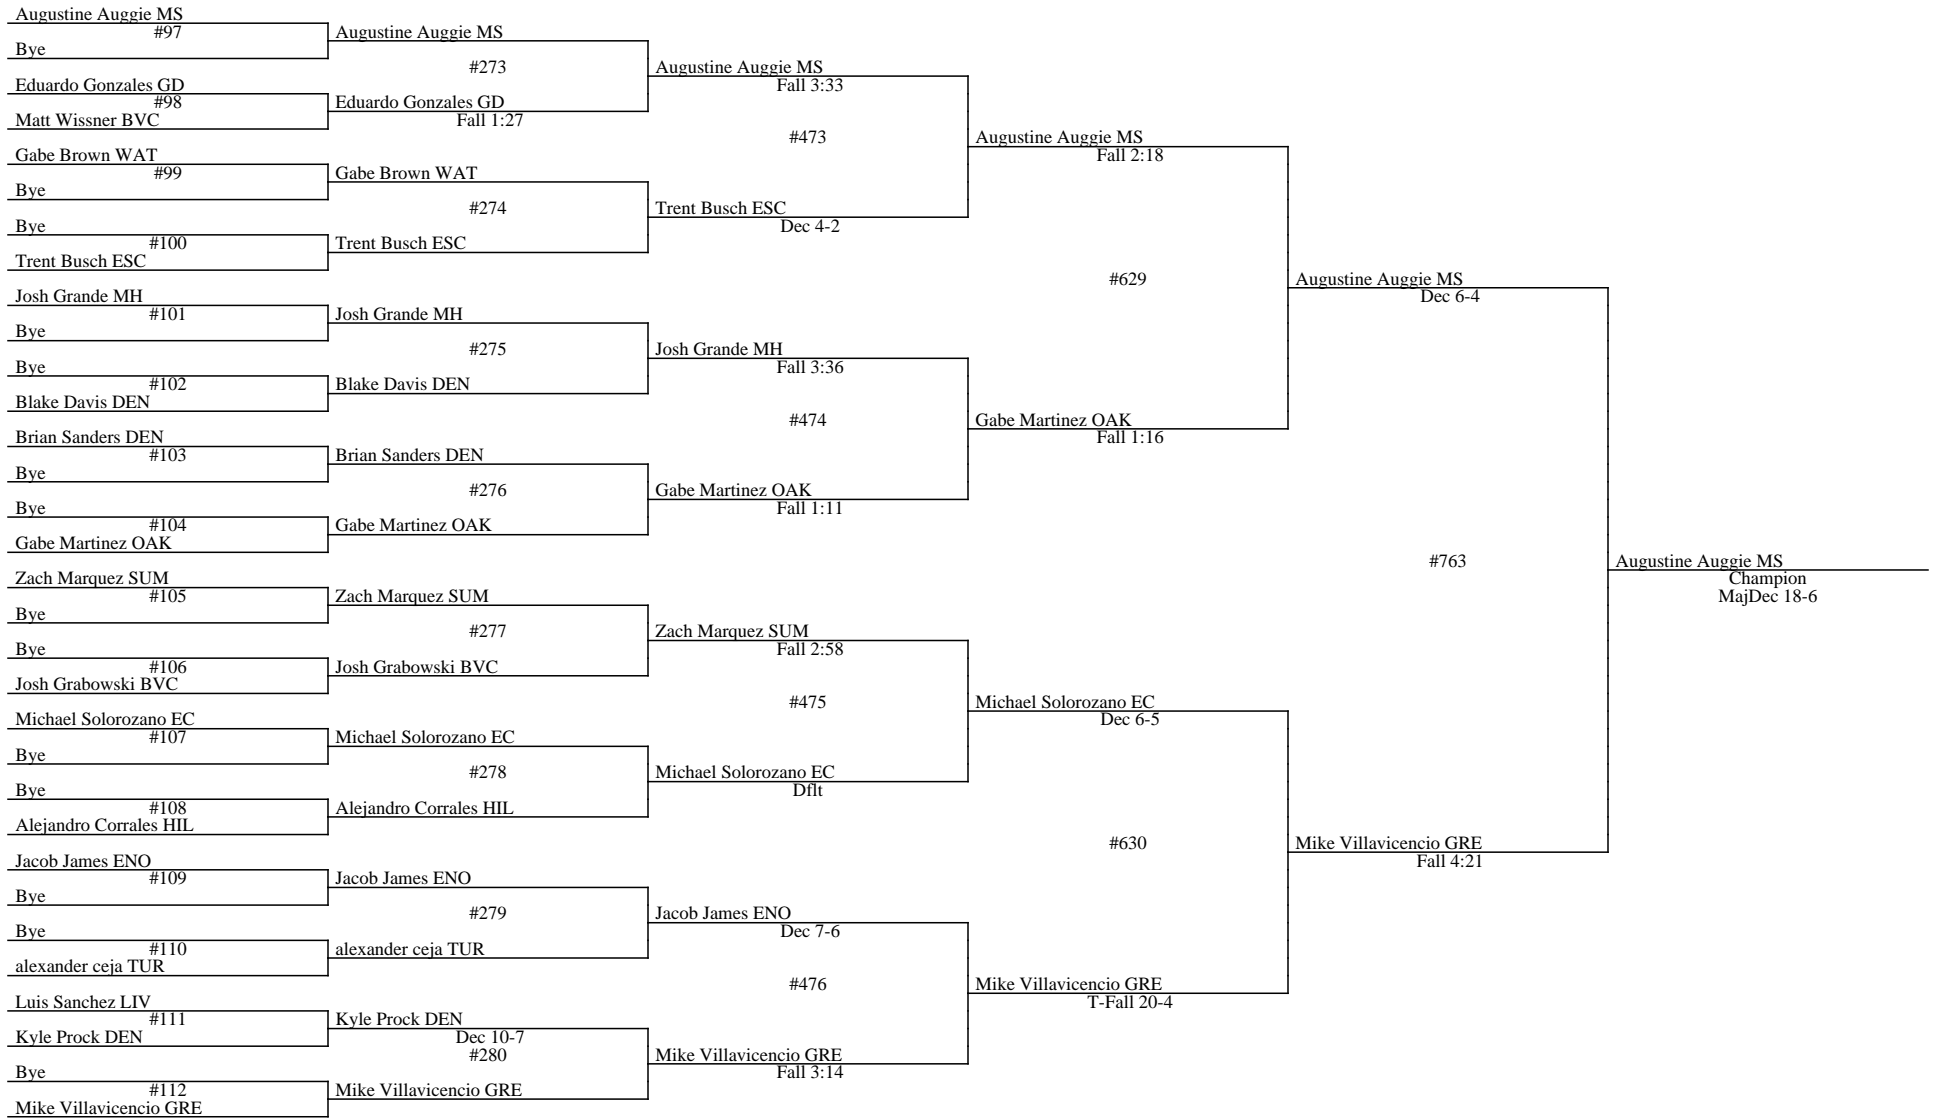 Augustine Auggie MS
#97
Bye
Eduardo Gonzales GD
#98
Matt Wissner BVC
Gabe Brown WAT
#99
Bye
Bye
#100
Trent Busch ESC
Josh Grande MH
#101
Bye
Bye
#102
Blake Davis DEN
Brian Sanders DEN
#103
Bye
Bye
#104
Gabe Martinez OAK
Zach Marquez SUM
#105
Bye
Bye
#106
Josh Grabowski BVC
Michael Solorozano EC
#107
Bye
Bye
#108
Alejandro Corrales HIL
Jacob James ENO
#109
Bye
Bye
#110
alexander ceja TUR
Luis Sanchez LIV
#111
Kyle Prock DEN
Bye
#112
Mike Villavicencio GRE
Augustine Auggie MS
#273
Eduardo Gonzales GD
Fall 1:27
Gabe Brown WAT
#274
Trent Busch ESC
Josh Grande MH
#275
Blake Davis DEN
Brian Sanders DEN
#276
Gabe Martinez OAK
Zach Marquez SUM
#277
Josh Grabowski BVC
Michael Solorozano EC
#278
Alejandro Corrales HIL
Jacob James ENO
#279
alexander ceja TUR
Kyle Prock DEN
Dec 10-7
#280
Mike Villavicencio GRE
Augustine Auggie MS
Fall 3:33
#473
Trent Busch ESC
Dec 4-2
Josh Grande MH
Fall 3:36
#474
Gabe Martinez OAK
Fall 1:11
Zach Marquez SUM
Fall 2:58
#475
Michael Solorozano EC
Dflt
Jacob James ENO
Dec 7-6
#476
Mike Villavicencio GRE
Fall 3:14
Augustine Auggie MS
Fall 2:18
#629
Gabe Martinez OAK
Fall 1:16
Michael Solorozano EC
Dec 6-5
#630
Mike Villavicencio GRE
T-Fall 20-4
Augustine Auggie MS
Dec 6-4
#763
Mike Villavicencio GRE
Fall 4:21
Augustine Auggie MS
Champion
MajDec 18-6